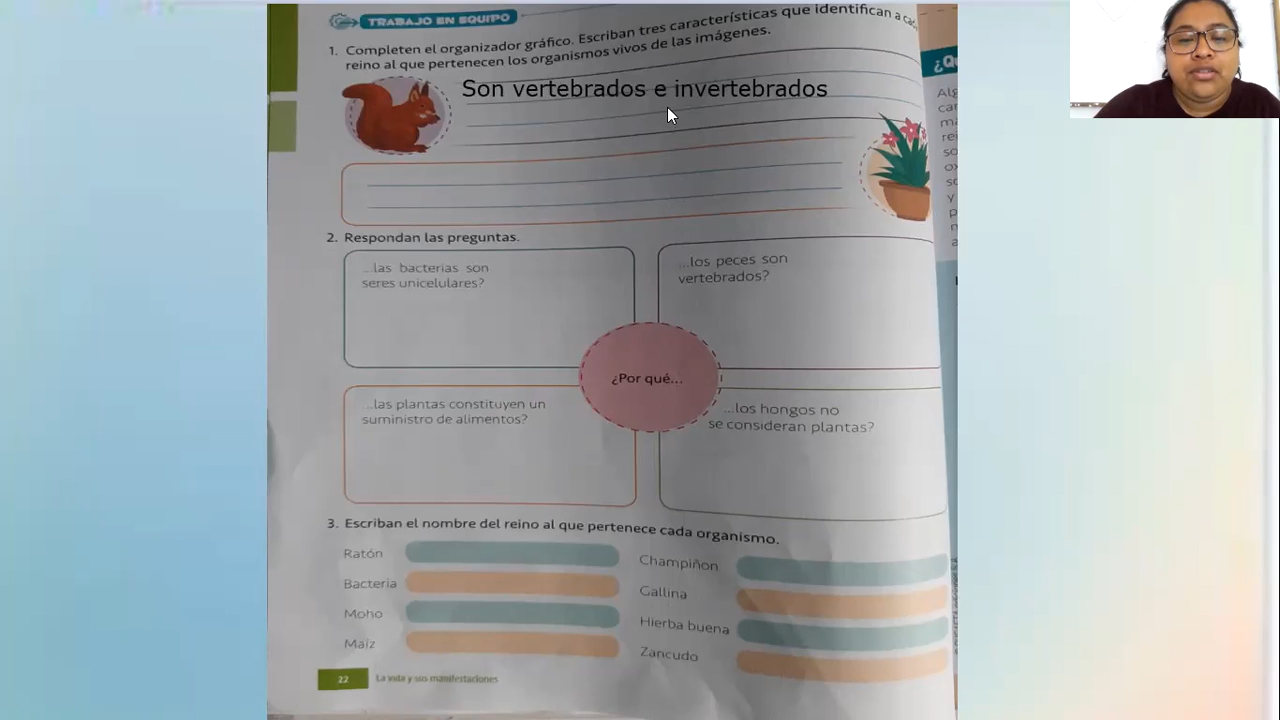 TRABAJO EN EQUIPO
1. Completen el organizador gráfico. Escriban tres características que identifican a
reino al que pertenecen los organismos vivos de las imágenes.
Son vertebrados e invertebrados
2. Respondan las preguntas.
...las bacterias son
seres unicelulares?
...los peces son
vertebrados?
¿Por qué...
...las plantas constituyen un
suministro de alimentos?
...los hongos no
se consideran plantas?
3. Escriban el nombre del reino al que pertenece cada organismo.
Ratón
Bacteria
Moho
Maíz
Champiñon
Gallina
Hierba buena
Zancudo
22 La vida y sus manifestaciones